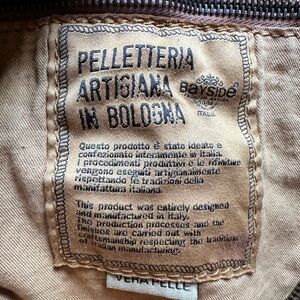 PELLETTERIA
ARTIGIANA
IN BOLOGNA
BAYSIDE
ITALIA
Questo prodotto è stato ideato e
confezionato interamente in Italia.
I procedimenti produttivi e le rifiniture
vengono eseguiti artigianalmente
rispettando le tradizioni della
manifattura italiana.
This product was entirely designed
and manufactured in Italy.
The production processes and the
finishes are carried out with
craftsmanship respecting the traditions
of Italian manufacturing.
VERA PELLE